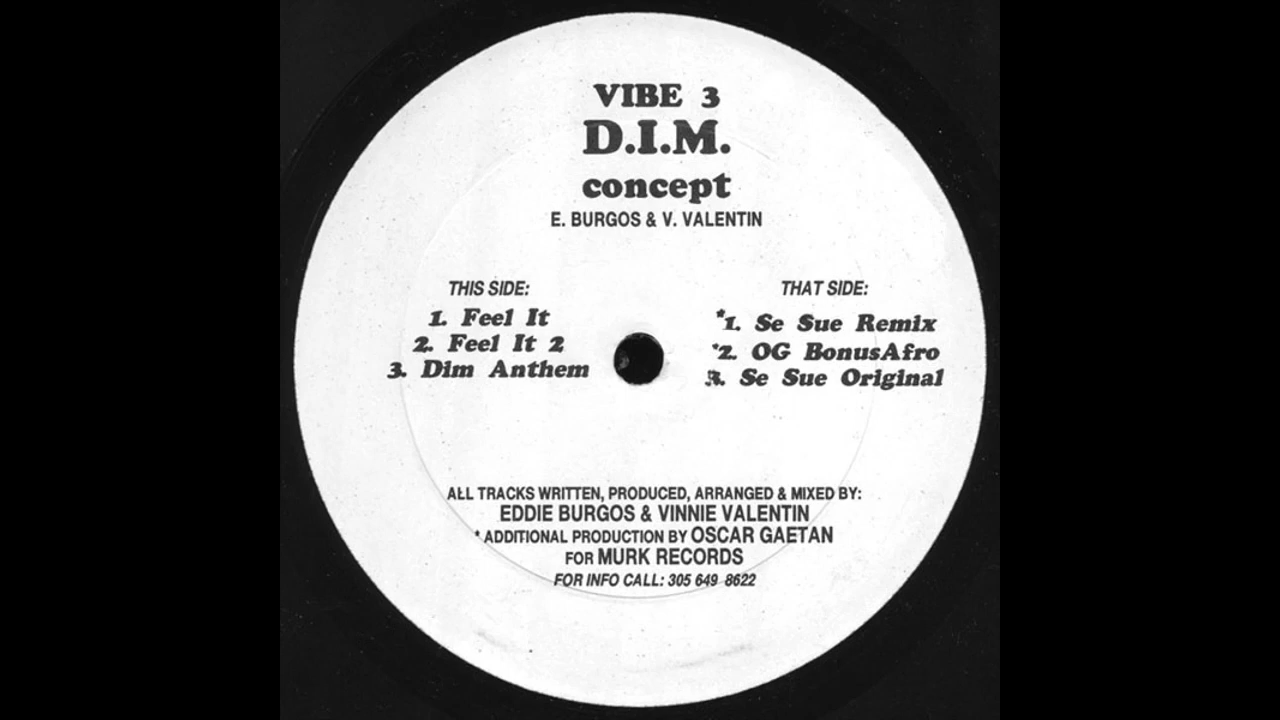 VIBE 3
D.I.M.
concept
E. BURGOS & V. VALENTIN
THIS SIDE:
1. Feel It
2. Feel It 2
3. Dim Anthem
THAT SIDE:
*1. Se Sue Remix
*2. OG BonusAfro
3. Se Sue Original
ALL TRACKS WRITTEN, PRODUCED, ARRANGED & MIXED BY:
EDDIE BURGOS & VINNIE VALENTIN
* ADDITIONAL PRODUCTION BY OSCAR GAETAN
FOR MURK RECORDS
FOR INFO CALL: 305 649 8622